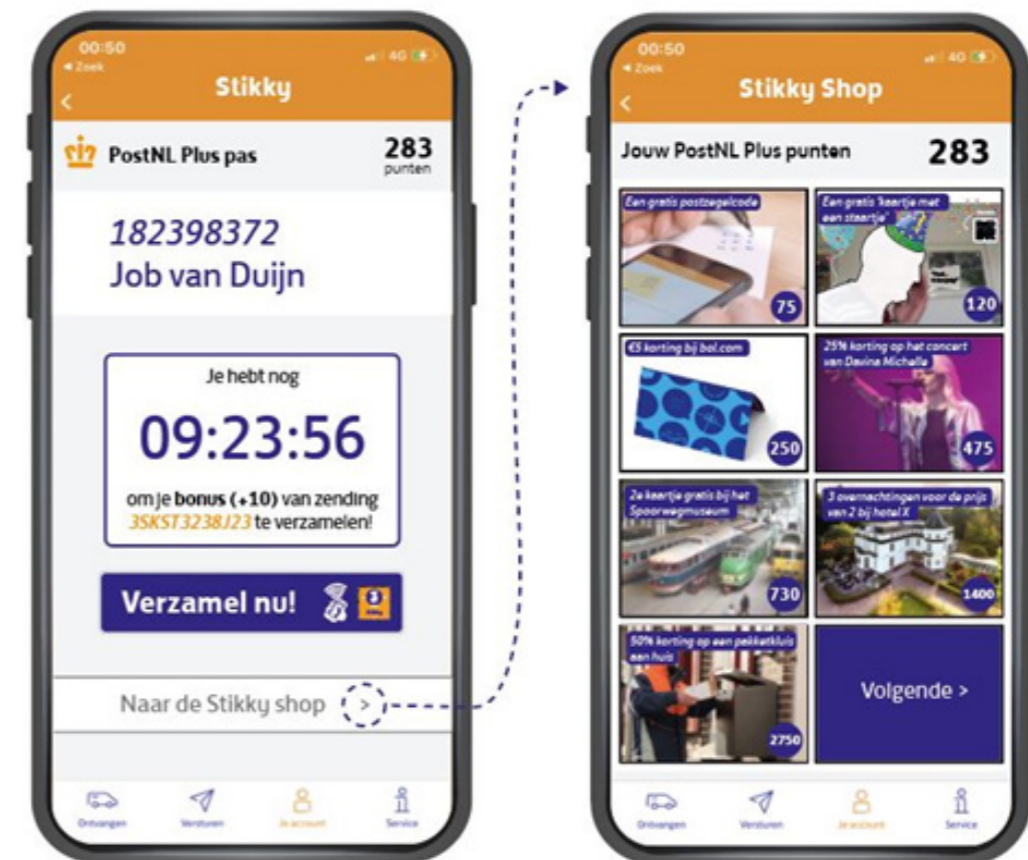 00:50
4G
◀ Zoek
Stikky
<
PostNL Plus pas
283
punten
182398372
Job van Duijn
Je hebt nog
09:23:56
om je bonus (+10) van zending
3SKST3238J23 te verzamelen!
Verzamel nu!
3
Naar de Stikky shop >
Ontvangen
Versturen
Je account
Service
00:50
4G
◀ Zoek
Stikky Shop
<
Jouw PostNL Plus punten
283
Een gratis postzegelcode
75
Een gratis 'kaartje met
een staartje'
120
€5 korting bij bol.com
250
25% korting op het concert
van Davina Michelle
475
2e kaartje gratis bij het
Spoorwegmuseum
730
3 overnachtingen voor de prijs
van 2 bij hotel X
1400
50% korting op een pakketkluis
aan huis
2750
Volgende >
Ontvangen
Versturen
Je account
Service